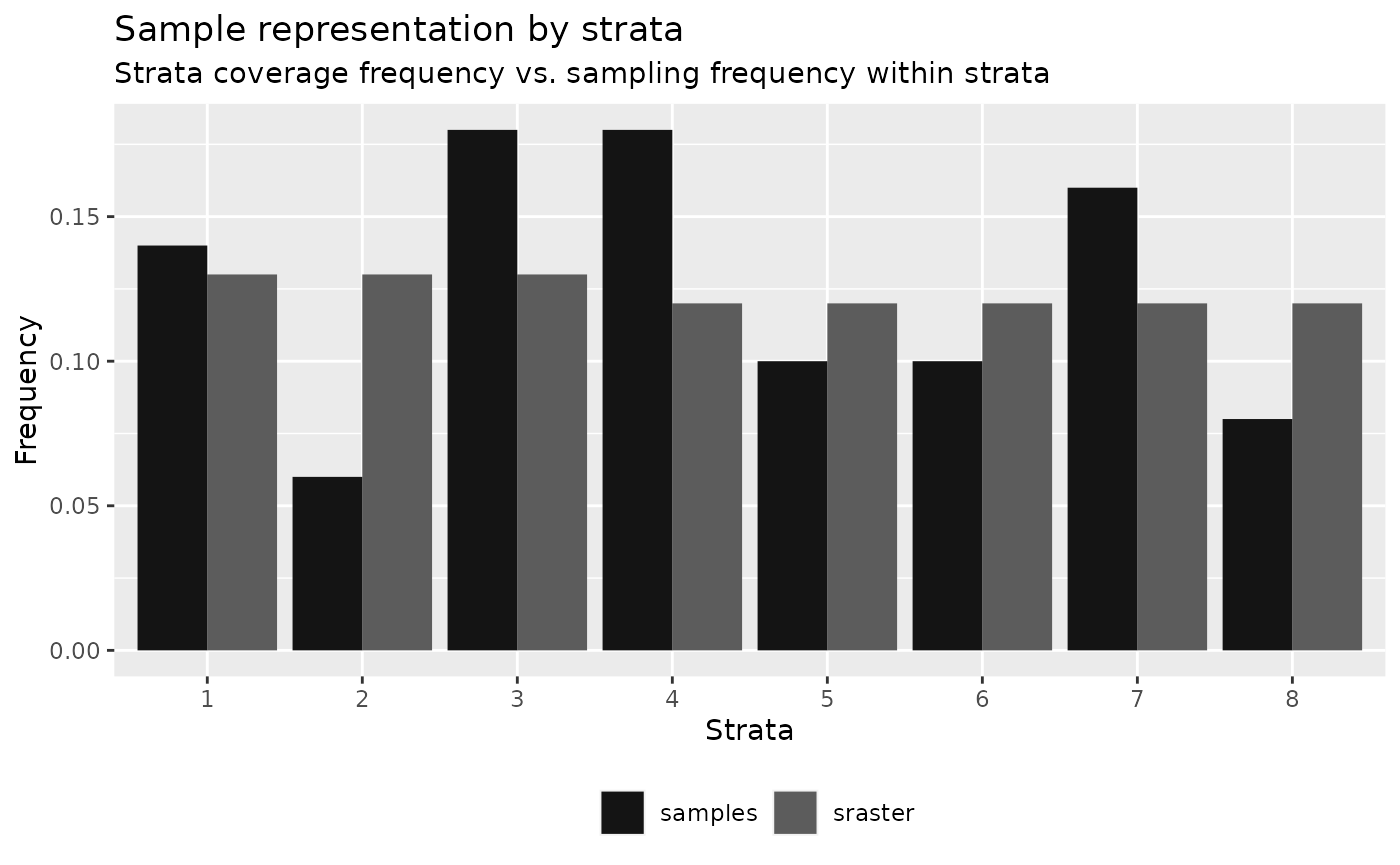 Sample representation by strata
Strata coverage frequency vs. sampling frequency within strata
Frequency
0.15
0.10
0.05
0.00
1 2 3 4 5 6 7 8
Strata
samples sraster